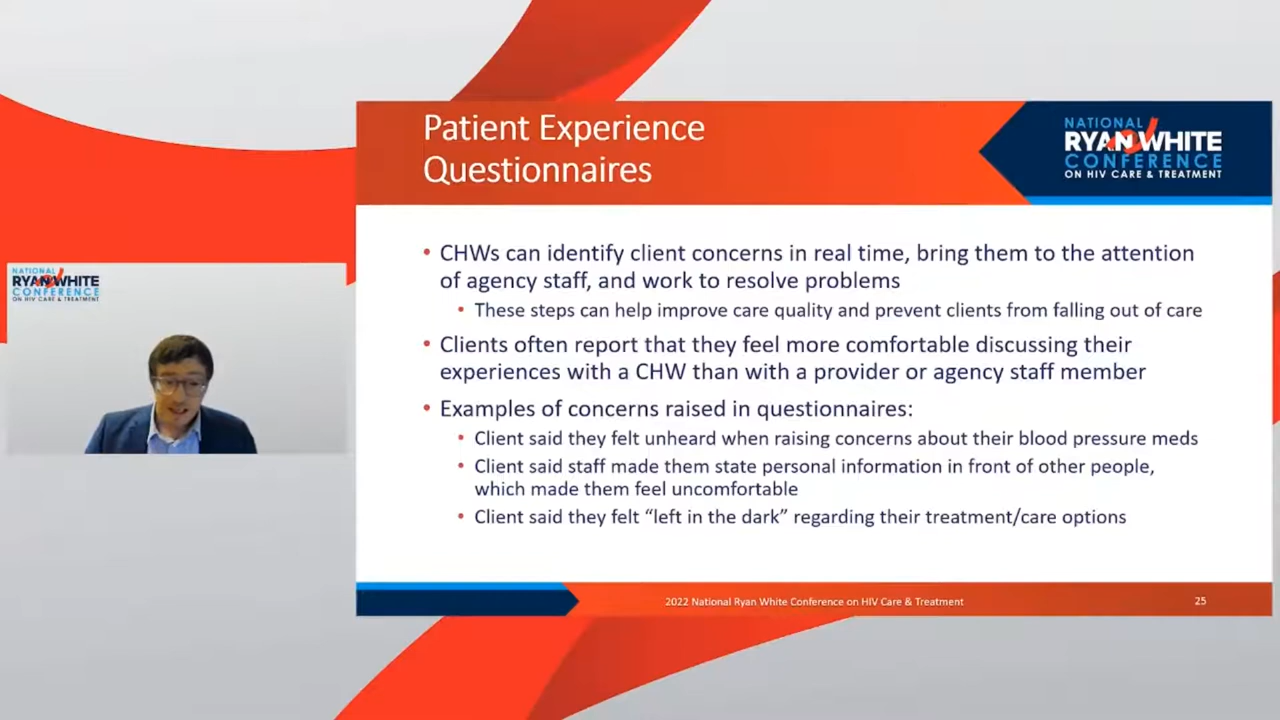 Patient Experience
Questionnaires
NATIONAL
RYAN WHITE
CONFERENCE
ON HIV CARE & TREATMENT
• CHWs can identify client concerns in real time, bring them to the attention
of agency staff, and work to resolve problems
• These steps can help improve care quality and prevent clients from falling out of care
• Clients often report that they feel more comfortable discussing their
experiences with a CHW than with a provider or agency staff member
• Examples of concerns raised in questionnaires:
• Client said they felt unheard when raising concerns about their blood pressure meds
• Client said staff made them state personal information in front of other people,
which made them feel uncomfortable
• Client said they felt “left in the dark” regarding their treatment/care options
2022 National Ryan White Conference on HIV Care & Treatment
25
NATIONAL
RYAN WHITE
CONFERENCE
ON HIV CARE & TREATMENT